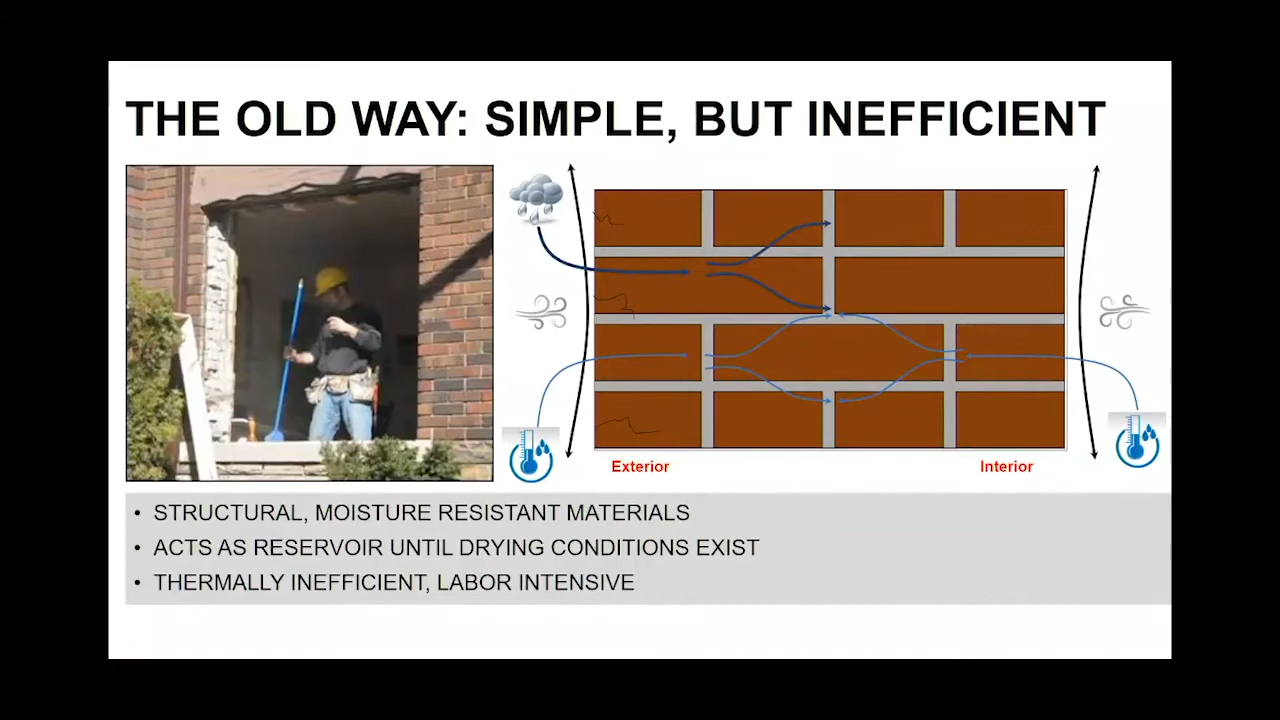 THE OLD WAY: SIMPLE, BUT INEFFICIENT
Exterior
Interior
• STRUCTURAL, MOISTURE RESISTANT MATERIALS
• ACTS AS RESERVOIR UNTIL DRYING CONDITIONS EXIST
• THERMALLY INEFFICIENT, LABOR INTENSIVE